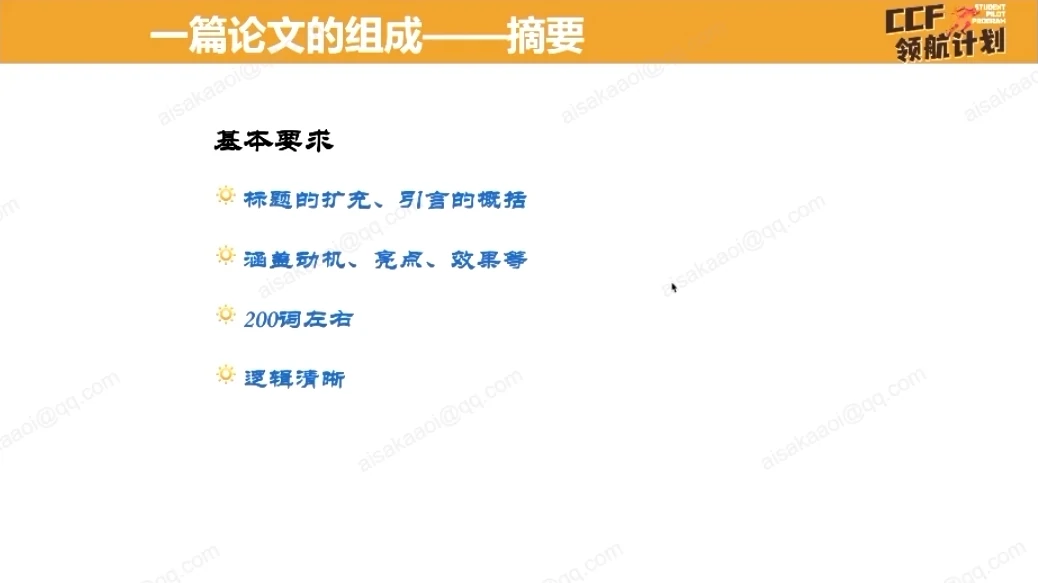 一篇论文的组成——摘要
CCF
STUDENT
PILOT
PROGRAM
领航计划
基本要求
标题的扩充、引言的概括
涵盖动机、亮点、效果等
200词左右
逻辑清晰
aisakaaoi@qq.com